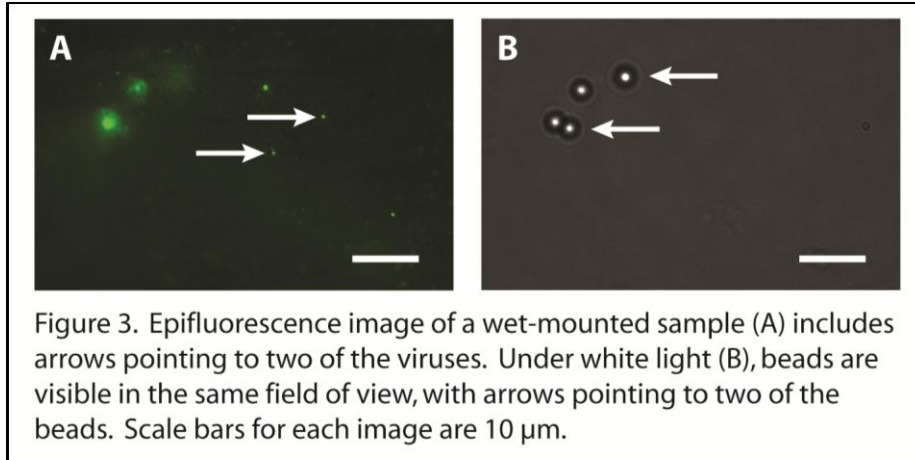 A
B
Figure 3. Epifluorescence image of a wet-mounted sample (A) includes
arrows pointing to two of the viruses. Under white light (B), beads are
visible in the same field of view, with arrows pointing to two of the
beads. Scale bars for each image are 10 µm.